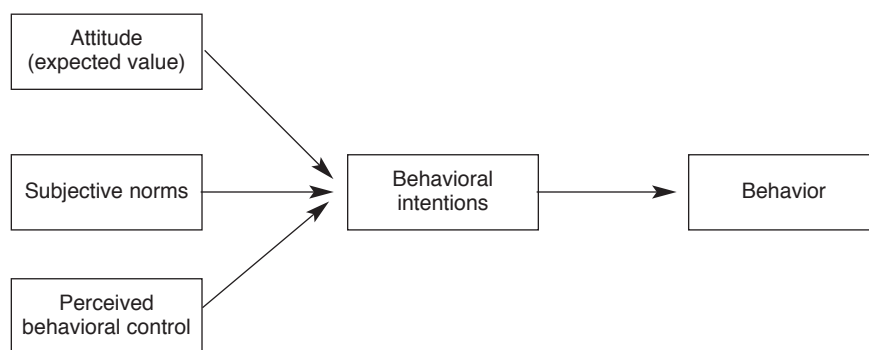 Attitude
(expected value)
Subjective norms
Behavioral
intentions
Behavior
Perceived
behavioral control